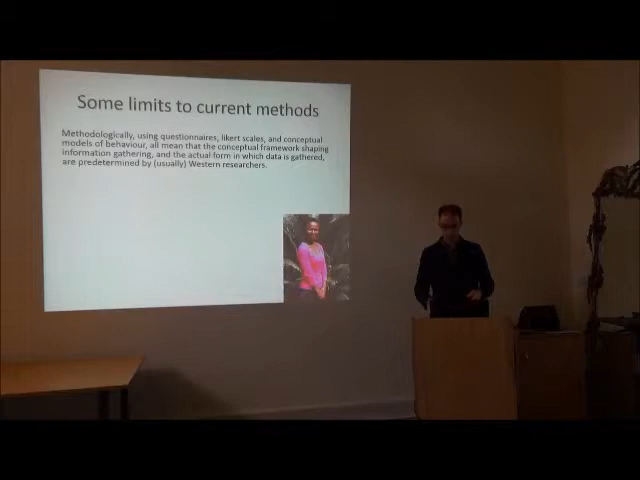 Some limits to current methods
Methodologically, using questionnaires, likert scales, and conceptual
models of behaviour, all mean that the conceptual framework shaping
information gathering, and the actual form in which data is gathered,
are predetermined by (usually) Western researchers.